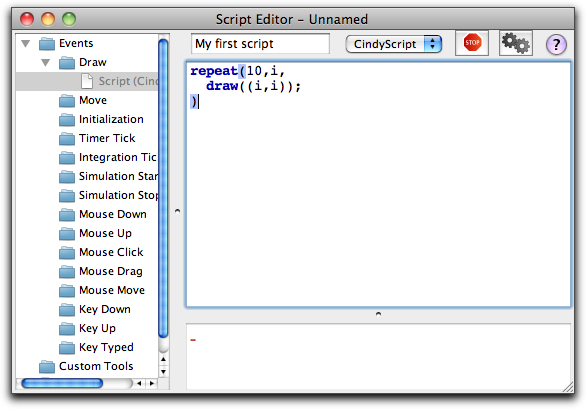 Script Editor – Unnamed
Events
Draw
Script (Cind
Move
Initialization
Timer Tick
Integration Tic
Simulation Star
Simulation Stop
Mouse Down
Mouse Up
Mouse Click
Mouse Drag
Mouse Move
Key Down
Key Up
Key Typed
Custom Tools
My first script
CindyScript
STOP
?
repeat(10,i,
draw((i,i));
)